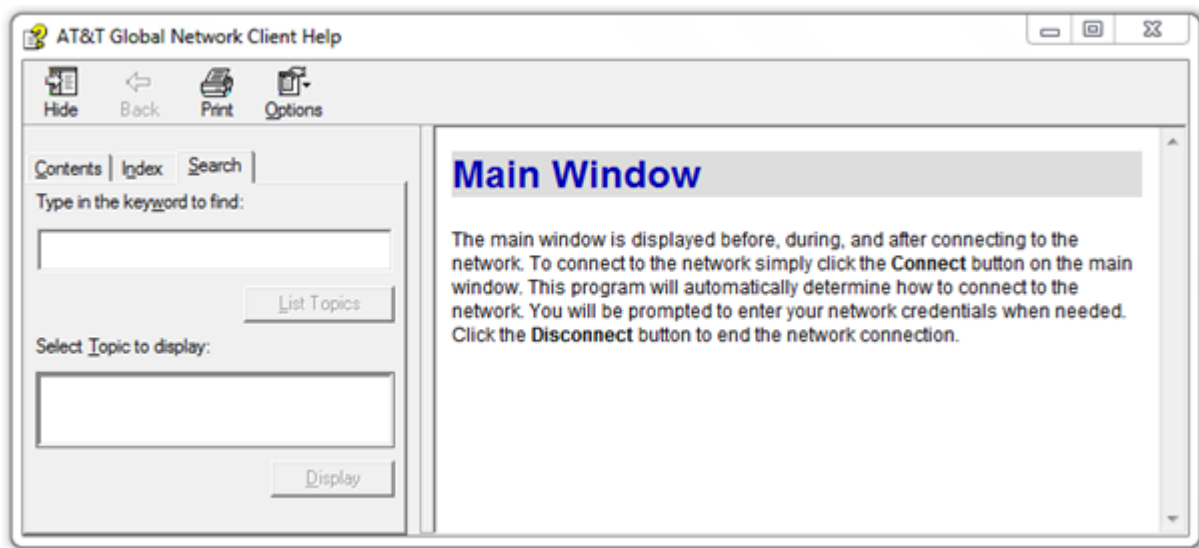 AT&T Global Network Client Help
Hide Back Print Options
Contents Index Search
Type in the keyword to find:
List Topics
Select Topic to display:
Display
Main Window
The main window is displayed before, during, and after connecting to the
network. To connect to the network simply click the Connect button on the main
window. This program will automatically determine how to connect to the
network. You will be prompted to enter your network credentials when needed.
Click the Disconnect button to end the network connection.